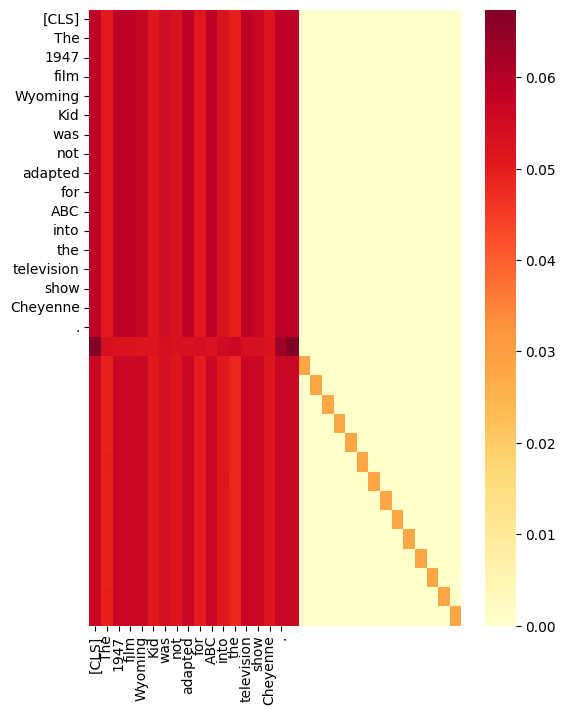 [CLS]
The
1947
film
Wyoming
Kid
was
not
adapted
for
ABC
into
the
television
show
Cheyenne
.
[CLS]
The
1947
film
Wyoming
Kid
was
not
adapted
for
ABC
into
the
television
show
Cheyenne
.
0.06
0.05
0.04
0.03
0.02
0.01
0.00